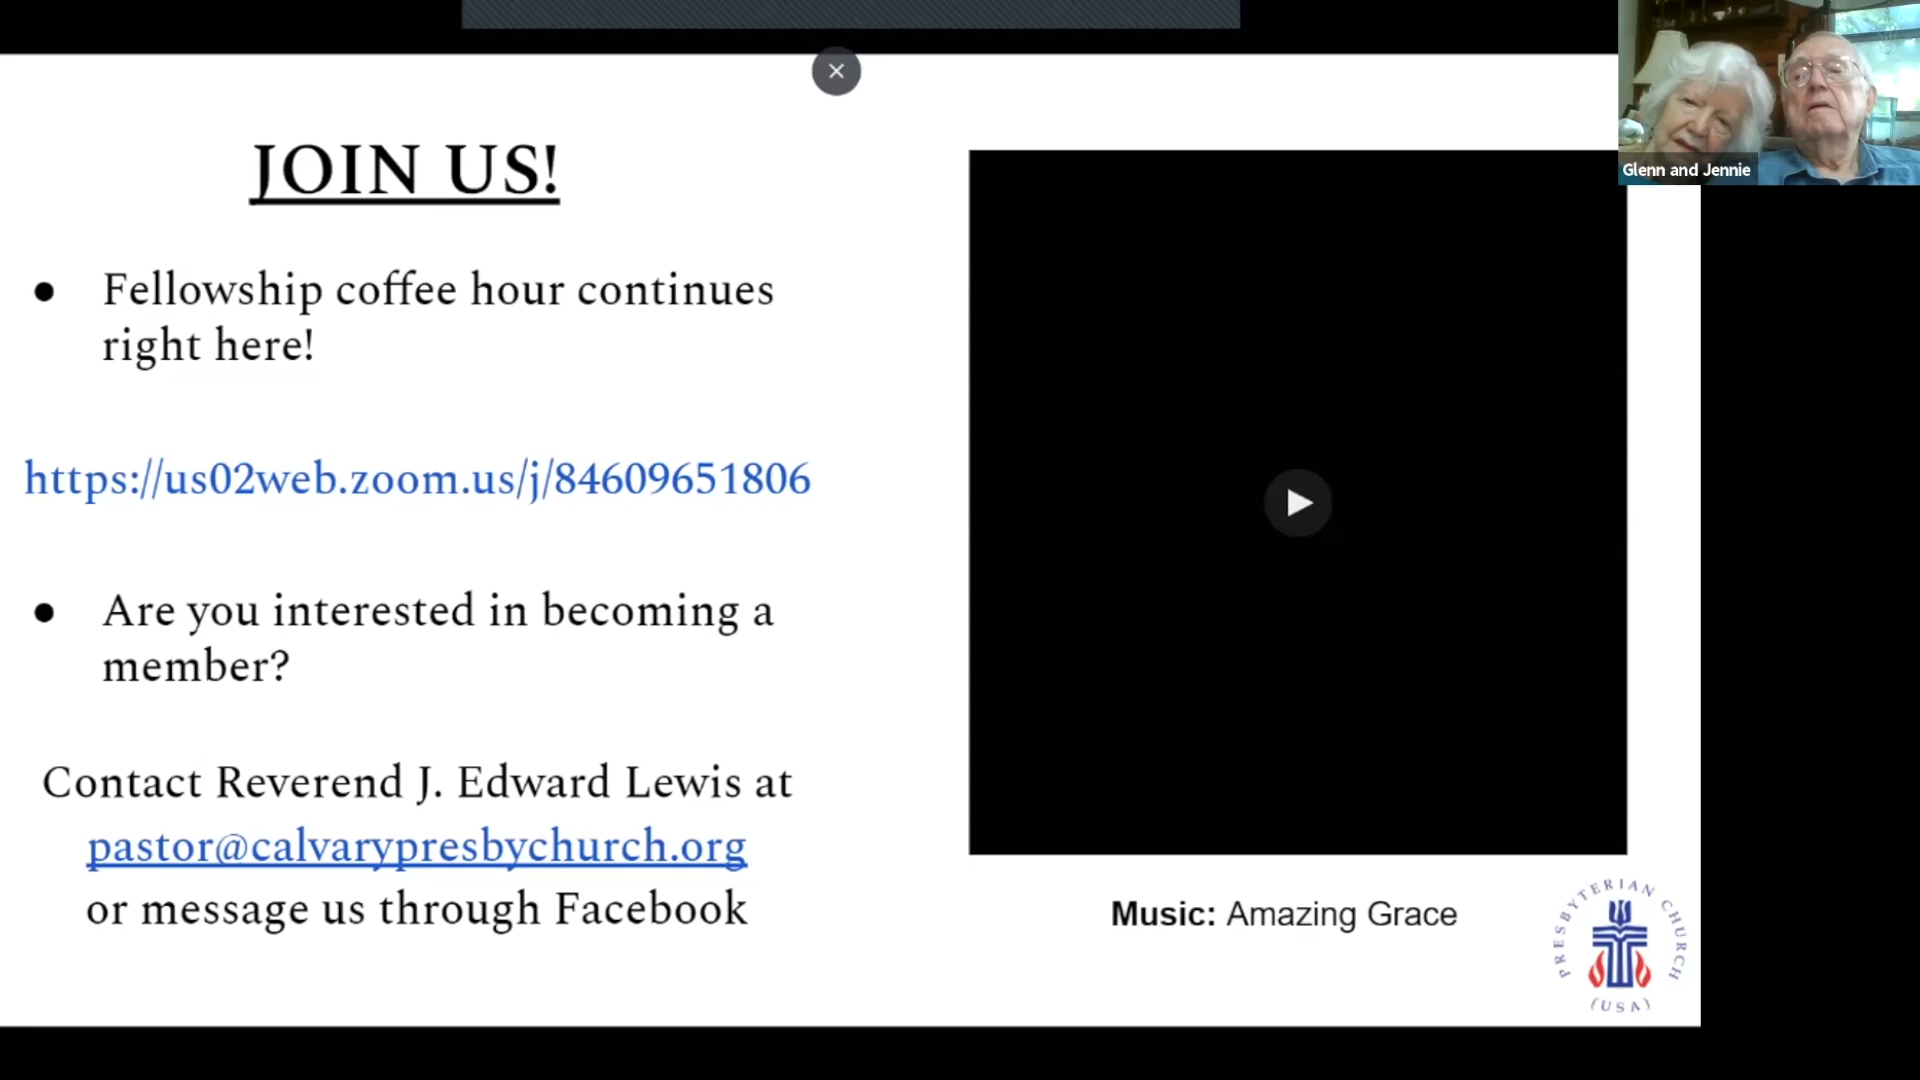 JOIN US!
● Fellowship coffee hour continues
right here!
https://us02web.zoom.us/j/84609651806
● Are you interested in becoming a
member?
Contact Reverend J. Edward Lewis at
pastor@calvarypresbychurch.org
or message us through Facebook
Glenn and Jennie
Music: Amazing Grace
PRESBYTERIAN CHURCH
(USA)